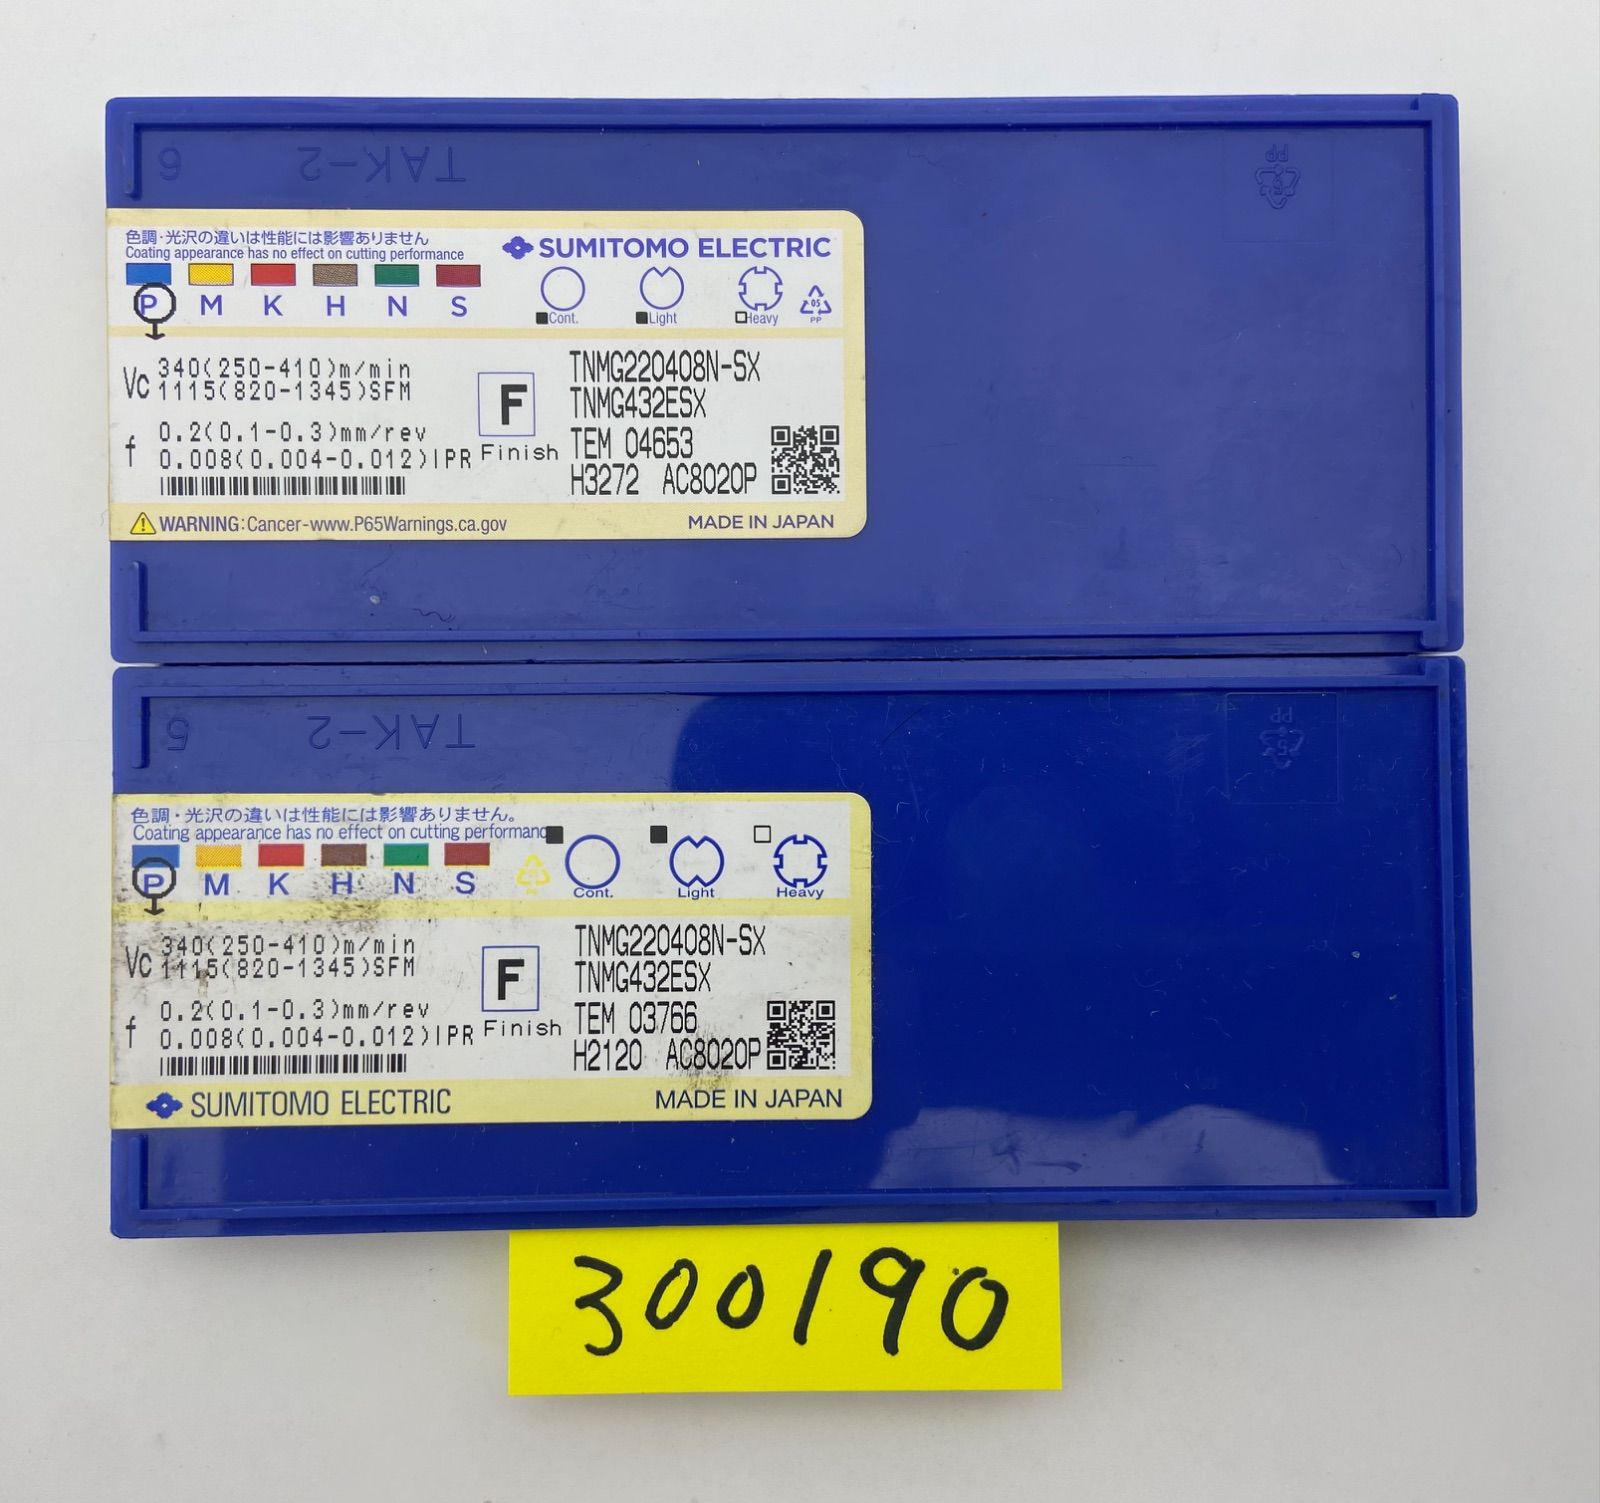 6 TAK-2
PP
色調・光沢の違いは性能には影響ありません
Coating appearance has no effect on cutting performance
SUMITOMO ELECTRIC
P M K H N S
Cont. Light Heavy
05
PP
Vc 340(250-410)m/min
1115(820-1345)SFM
f 0.2(0.1-0.3)mm/rev
0.008(0.004-0.012)IPR
F
Finish
TNMG220408N-SX
TNMG432ESX
TEM 04653
H3272 AC8020P
WARNING:Cancer-www.P65Warnings.ca.gov
MADE IN JAPAN
TAK-2
PP
色調・光沢の違いは性能には影響ありません。
Coating appearance has no effect on cutting performance
P M K H N S
Cont. Light Heavy
Vc 340(250-410)m/min
1115(820-1345)SFM
f 0.2(0.1-0.3)mm/rev
0.008(0.004-0.012)IPR
F
Finish
TNMG220408N-SX
TNMG432ESX
TEM 03766
H2120 AC8020P
SUMITOMO ELECTRIC
MADE IN JAPAN
300190